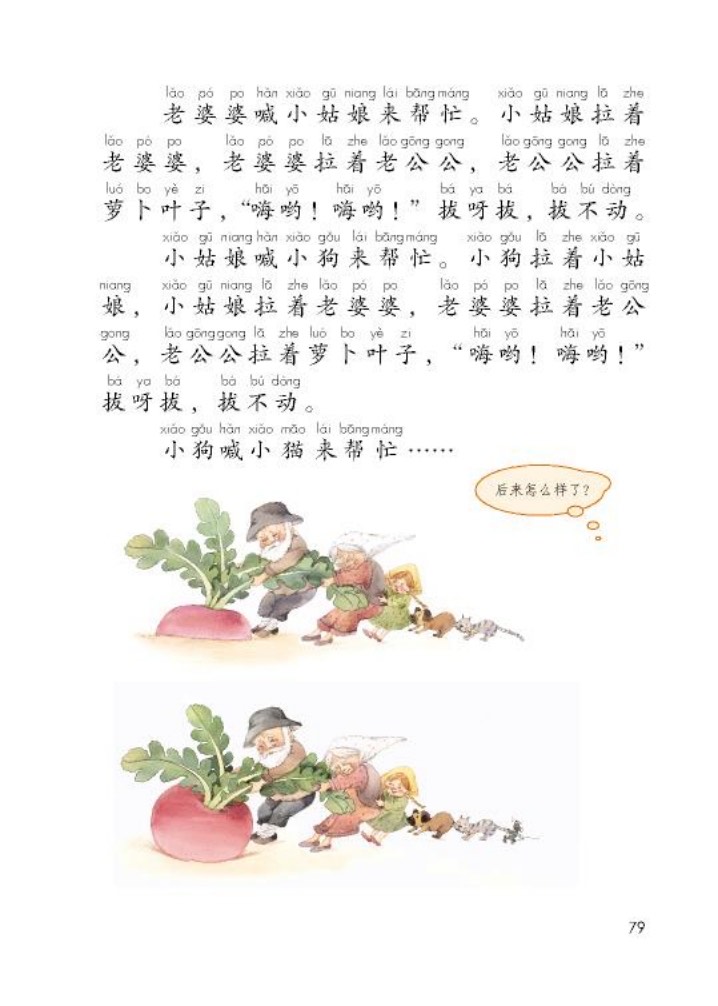 lǎo pó po hǎn xiǎo gū niang lái bāng máng xiǎo gū niang lā zhe
老婆婆喊小姑娘来帮忙。小姑娘拉着
lǎo pó po lǎo pó po lā zhe lǎo gōng gong lǎo gōng gong lā zhe
老婆婆，老婆婆拉着老公公，老公公拉着
luó bo yè zi hāi yō hāi yō bá ya bá bá bú dòng
萝卜叶子，“嗨哟！嗨哟！”拔呀拔，拔不动。
xiǎo gū niang hǎn xiǎo gǒu lái bāng máng xiǎo gǒu lā zhe xiǎo gū
小姑娘喊小狗来帮忙。小狗拉着小姑
niang xiǎo gū niang lā zhe lǎo pó po lǎo pó po lā zhe lǎo gōng
娘，小姑娘拉着老婆婆，老婆婆拉着老公
gong lǎo gōng gong lā zhe luó bo yè zi hāi yō hāi yō
公，老公公拉着萝卜叶子，“嗨哟！嗨哟！”
bá ya bá bá bú dòng
拔呀拔，拔不动。
xiǎo gǒu hǎn xiǎo māo lái bāng máng
小狗喊小猫来帮忙……
后来怎么样了？
79